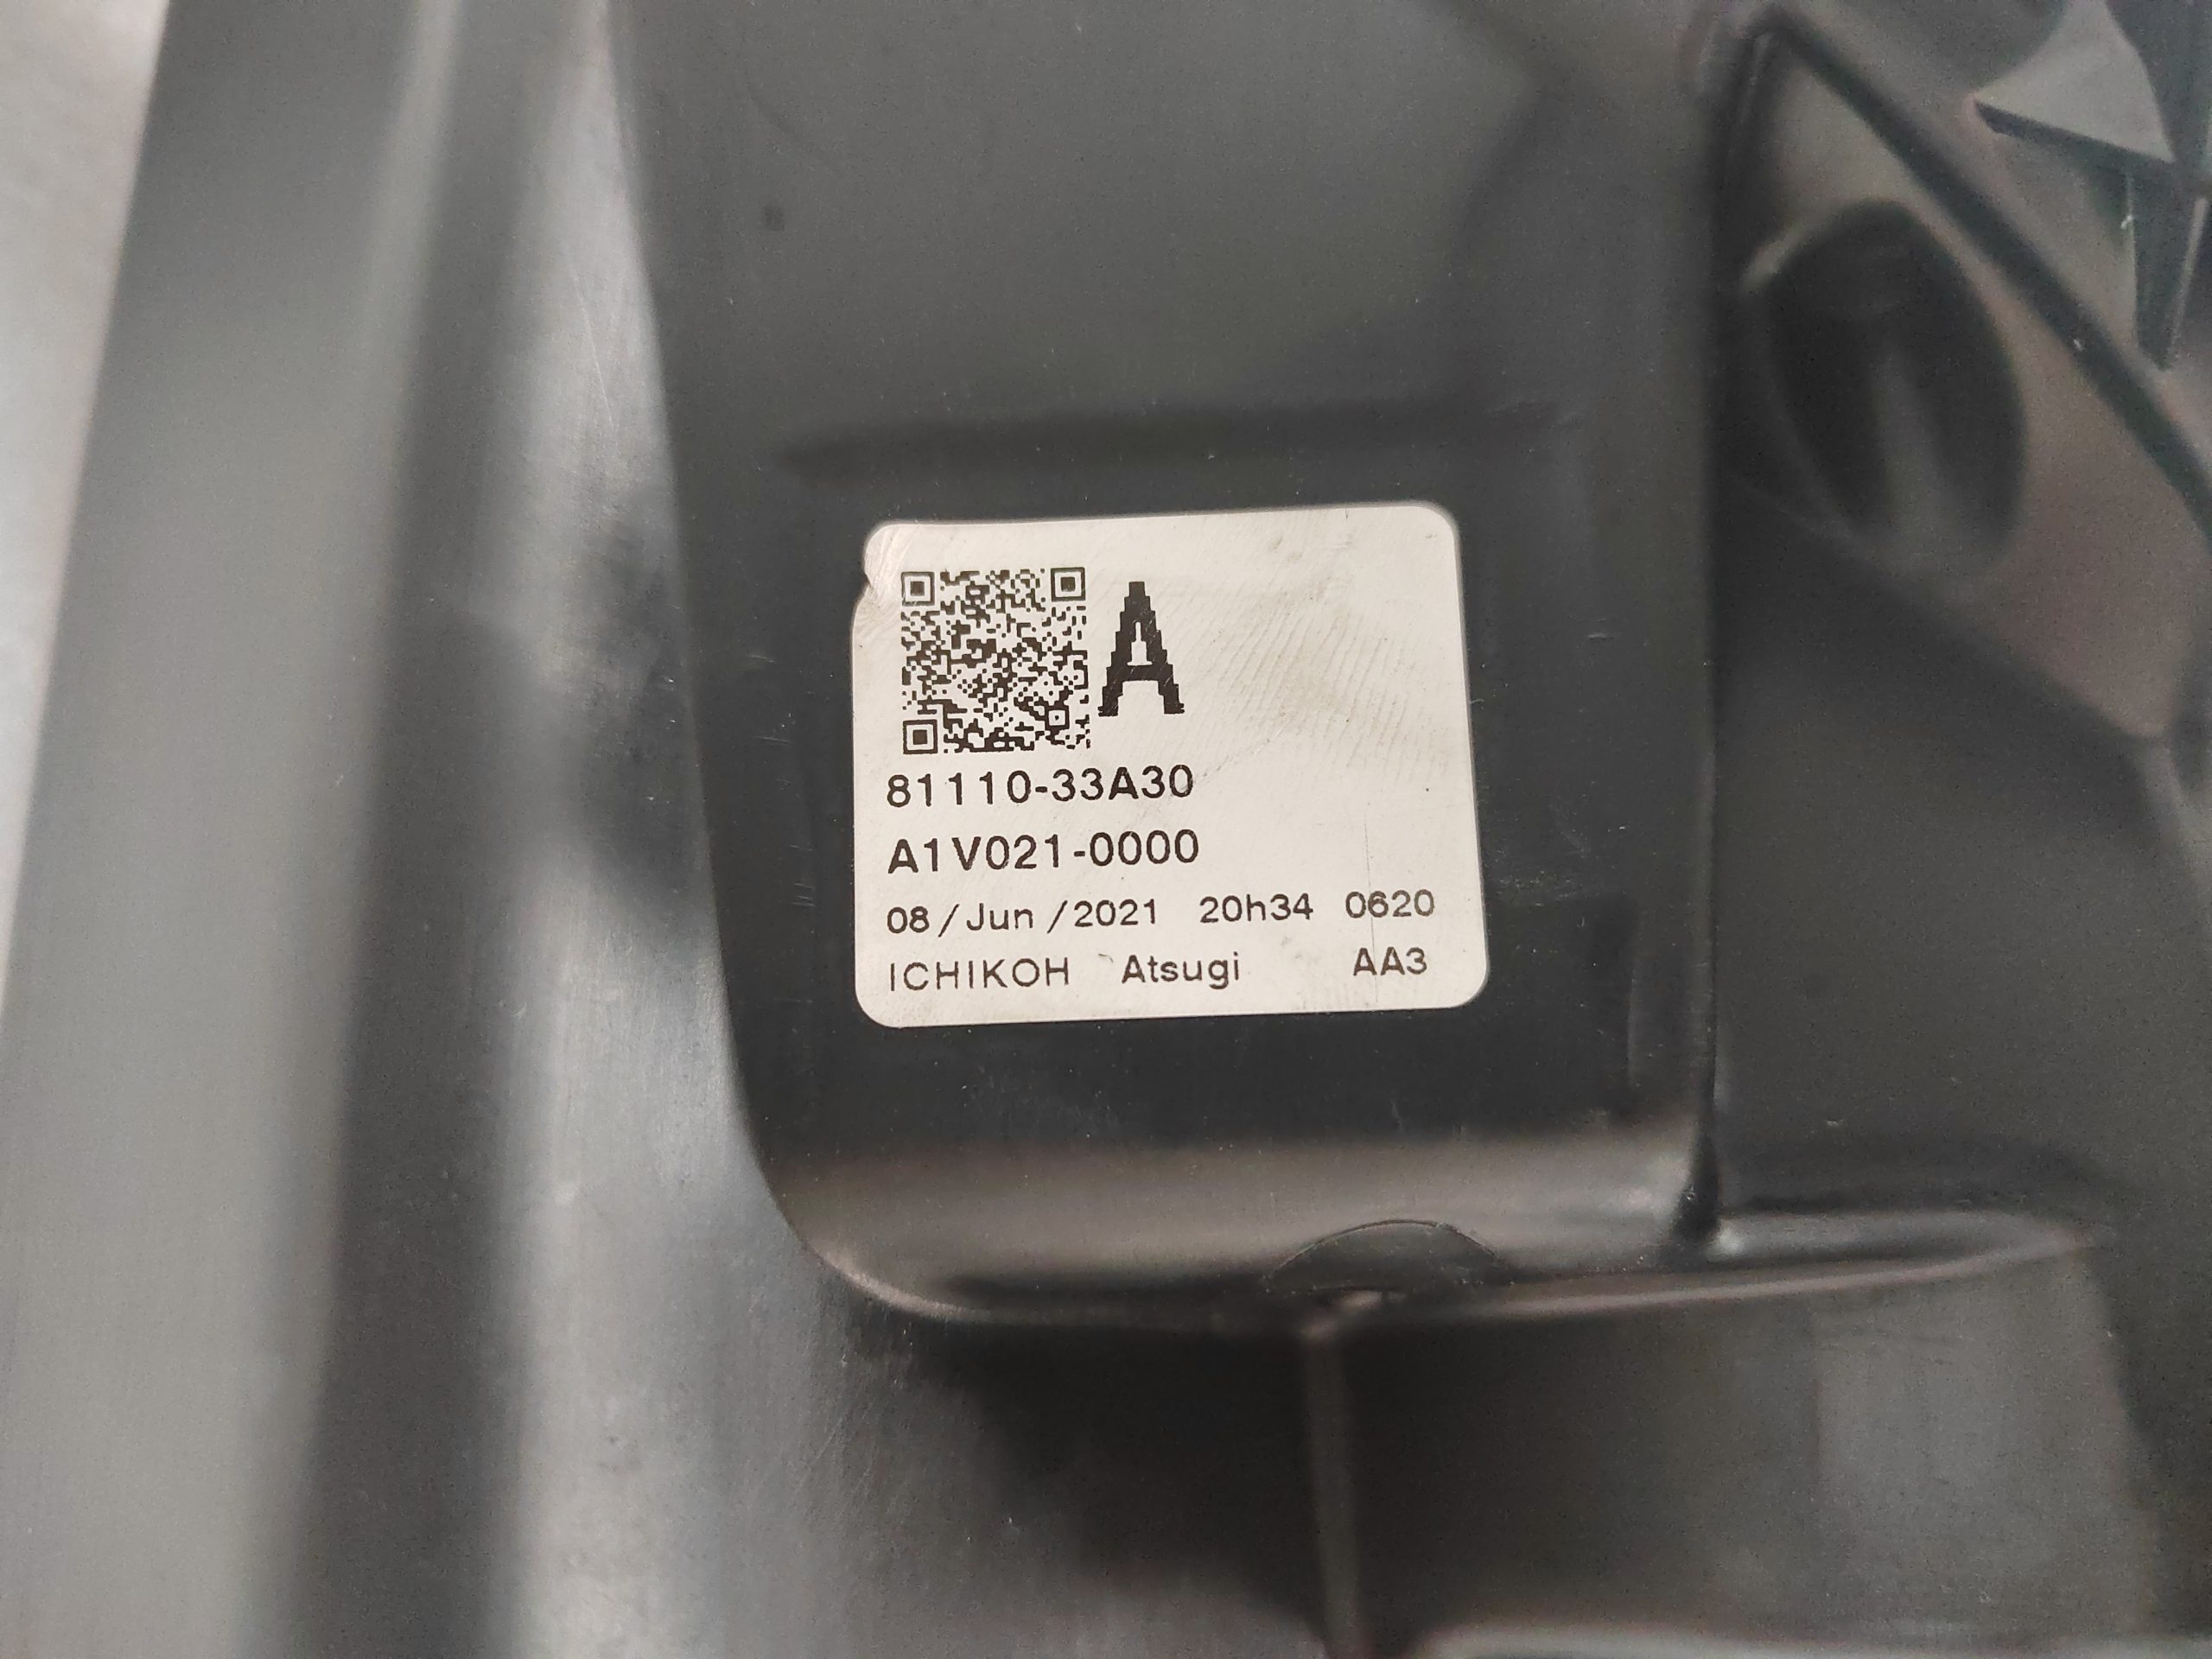 A
81110-33A30
A1V021-0000
08/Jun/2021 20h34 0620
ICHIKOH Atsugi AA3